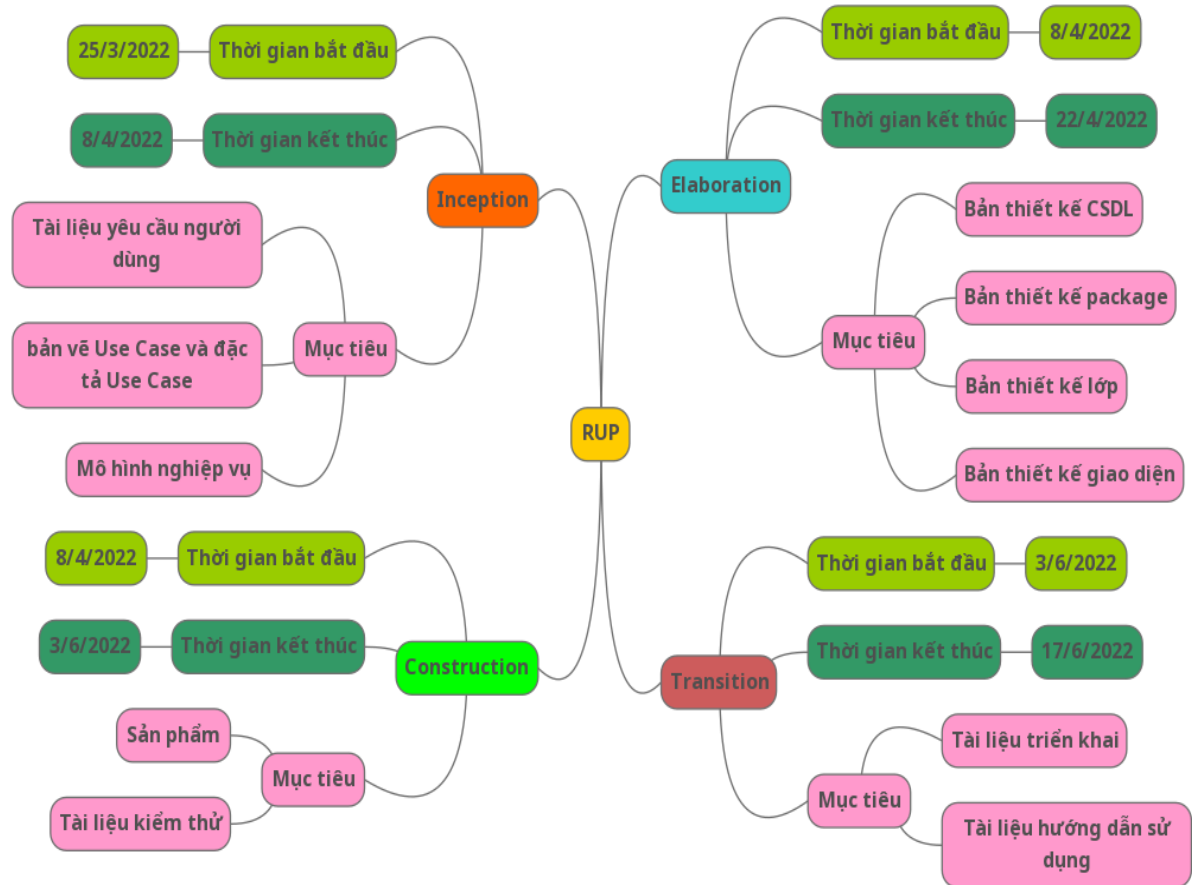 RUP
Inception
Thời gian bắt đầu
25/3/2022
Thời gian kết thúc
8/4/2022
Mục tiêu
Tài liệu yêu cầu người
dùng
bản vẽ Use Case và đặc
tả Use Case
Mô hình nghiệp vụ
Elaboration
Thời gian bắt đầu
8/4/2022
Thời gian kết thúc
22/4/2022
Mục tiêu
Bản thiết kế CSDL
Bản thiết kế package
Bản thiết kế lớp
Bản thiết kế giao diện
Construction
Thời gian bắt đầu
8/4/2022
Thời gian kết thúc
3/6/2022
Mục tiêu
Sản phẩm
Tài liệu kiểm thử
Transition
Thời gian bắt đầu
3/6/2022
Thời gian kết thúc
17/6/2022
Mục tiêu
Tài liệu triển khai
Tài liệu hướng dẫn sử
dụng